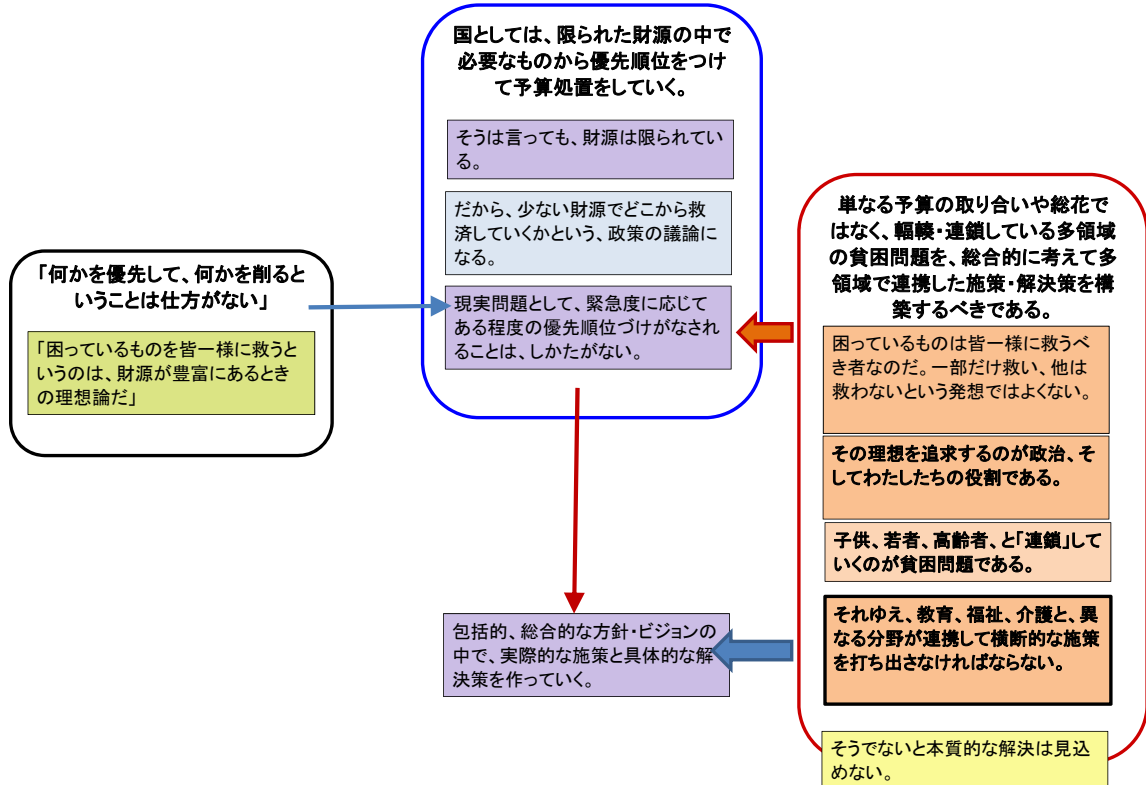 国としては、限られた財源の中で
必要なものから優先順位をつけ
て予算処置をしていく。
そうは言っても、財源は限られてい
る。
だから、少ない財源でどこから救
済していくかという、政策の議論に
なる。
現実問題として、緊急度に応じて
ある程度の優先順位づけがなされ
ることは、しかたがない。
「何かを優先して、何かを削ると
いうことは仕方がない」
「困っているものを皆一様に救うと
いうのは、財源が豊富にあるとき
の理想論だ」
単なる予算の取り合いや総花で
はなく、輻輳・連鎖している多領域
の貧困問題を、総合的に考えて多
領域で連携した施策・解決策を構
築するべきである。
困っているものは皆一様に救うべ
き者なのだ。一部だけ救い、他は
救わないという発想ではよくない。
その理想を追求するのが政治、そ
してわたしたちの役割である。
子供、若者、高齢者、と「連鎖」して
いくのが貧困問題である。
それゆえ、教育、福祉、介護と、異
なる分野が連携して横断的な施策
を打ち出さなければならない。
そうでないと本質的な解決は見込
めない。
包括的、総合的な方針・ビジョンの
中で、実際的な施策と具体的な解
決策を作っていく。